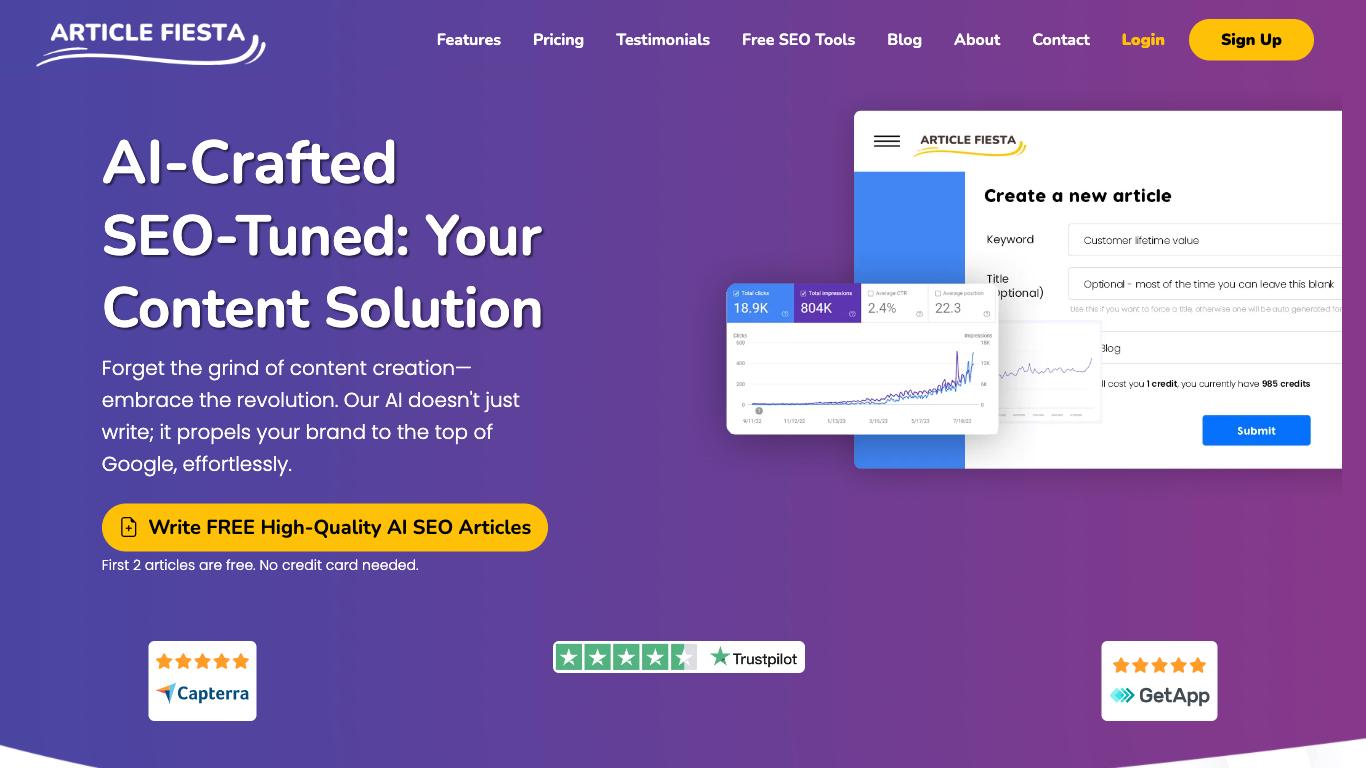 ARTICLE FIESTA
Features Pricing Testimonials Free SEO Tools Blog About Contact Login Sign Up
AI-Crafted
SEO-Tuned: Your
Content Solution
Forget the grind of content creation—
embrace the revolution. Our AI doesn't just
write; it propels your brand to the top of
Google, effortlessly.
Write FREE High-Quality AI SEO Articles
First 2 articles are free. No credit card needed.
ARTICLE FIESTA
Create a new article
Keyword Customer lifetime value
Title
Optional - most of the time you can leave this blank
Use this if you want to force a title, otherwise one will be auto generated for
Blog
cost you 1 credit, you currently have 985 credits
Submit
Total clicks Total impressions Average CTR Average position
18.9K 804K 2.4% 22.3
Clicks Impressions
600 18K
400 12K
200 6K
0 0
9/11/22 11/12/22 1/13/23 3/16/23 5/17/23 7/18/23
Capterra
Trustpilot
GetApp